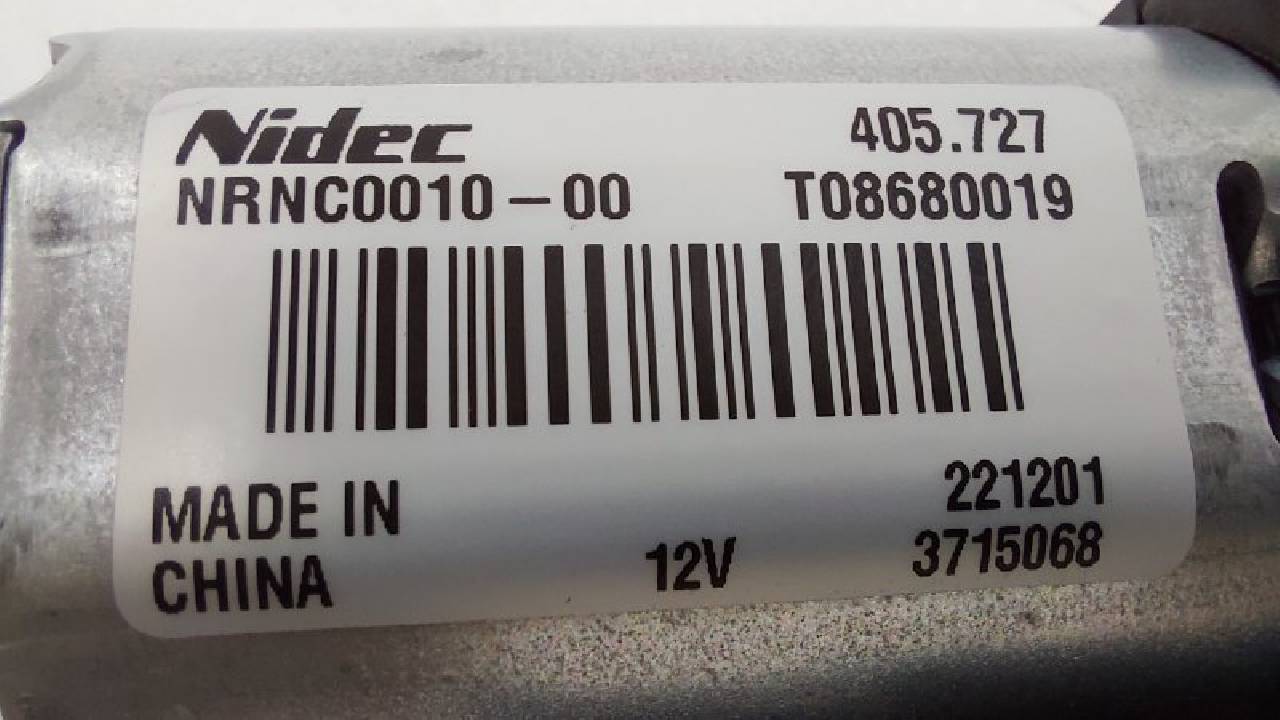 Nidec 405.727
NRNC0010-00 T08680019
MADE IN 221201
CHINA 12V 3715068